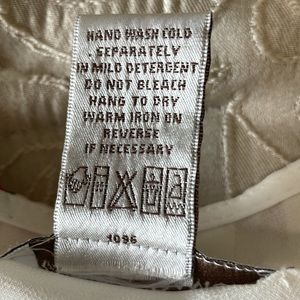 HAND WASH COLD
SEPARATELY
IN MILD DETERGENT
DO NOT BLEACH
HANG TO DRY
WARM IRON ON
REVERSE
IF NECESSARY
1096